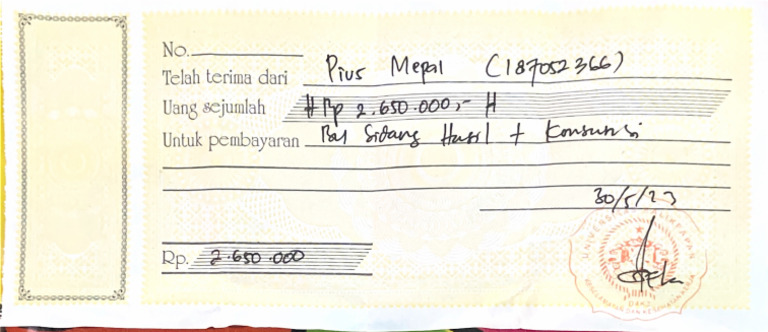 No.
Telah terima dari Pius Mepal (187052366)
Uang sejumlah # Rp 2.650.000,- #
Untuk pembayaran Sidang Hasil + Konsumsi
30/5/23
Rp. 2.650.000